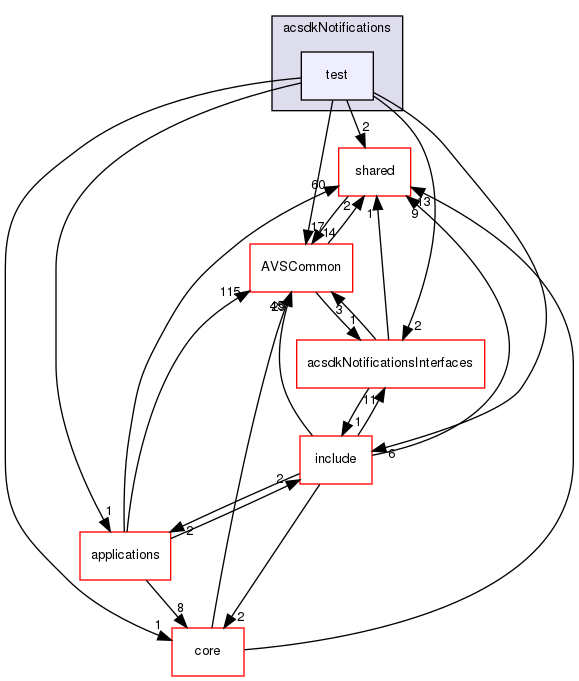 acsdkNotifications
test
2
shared
60
13
2
1
9
17
14
AVSCommon
115
3
1
2
acsdkNotificationsInterfaces
11
1
include
6
2
1
2
applications
8
2
1
core